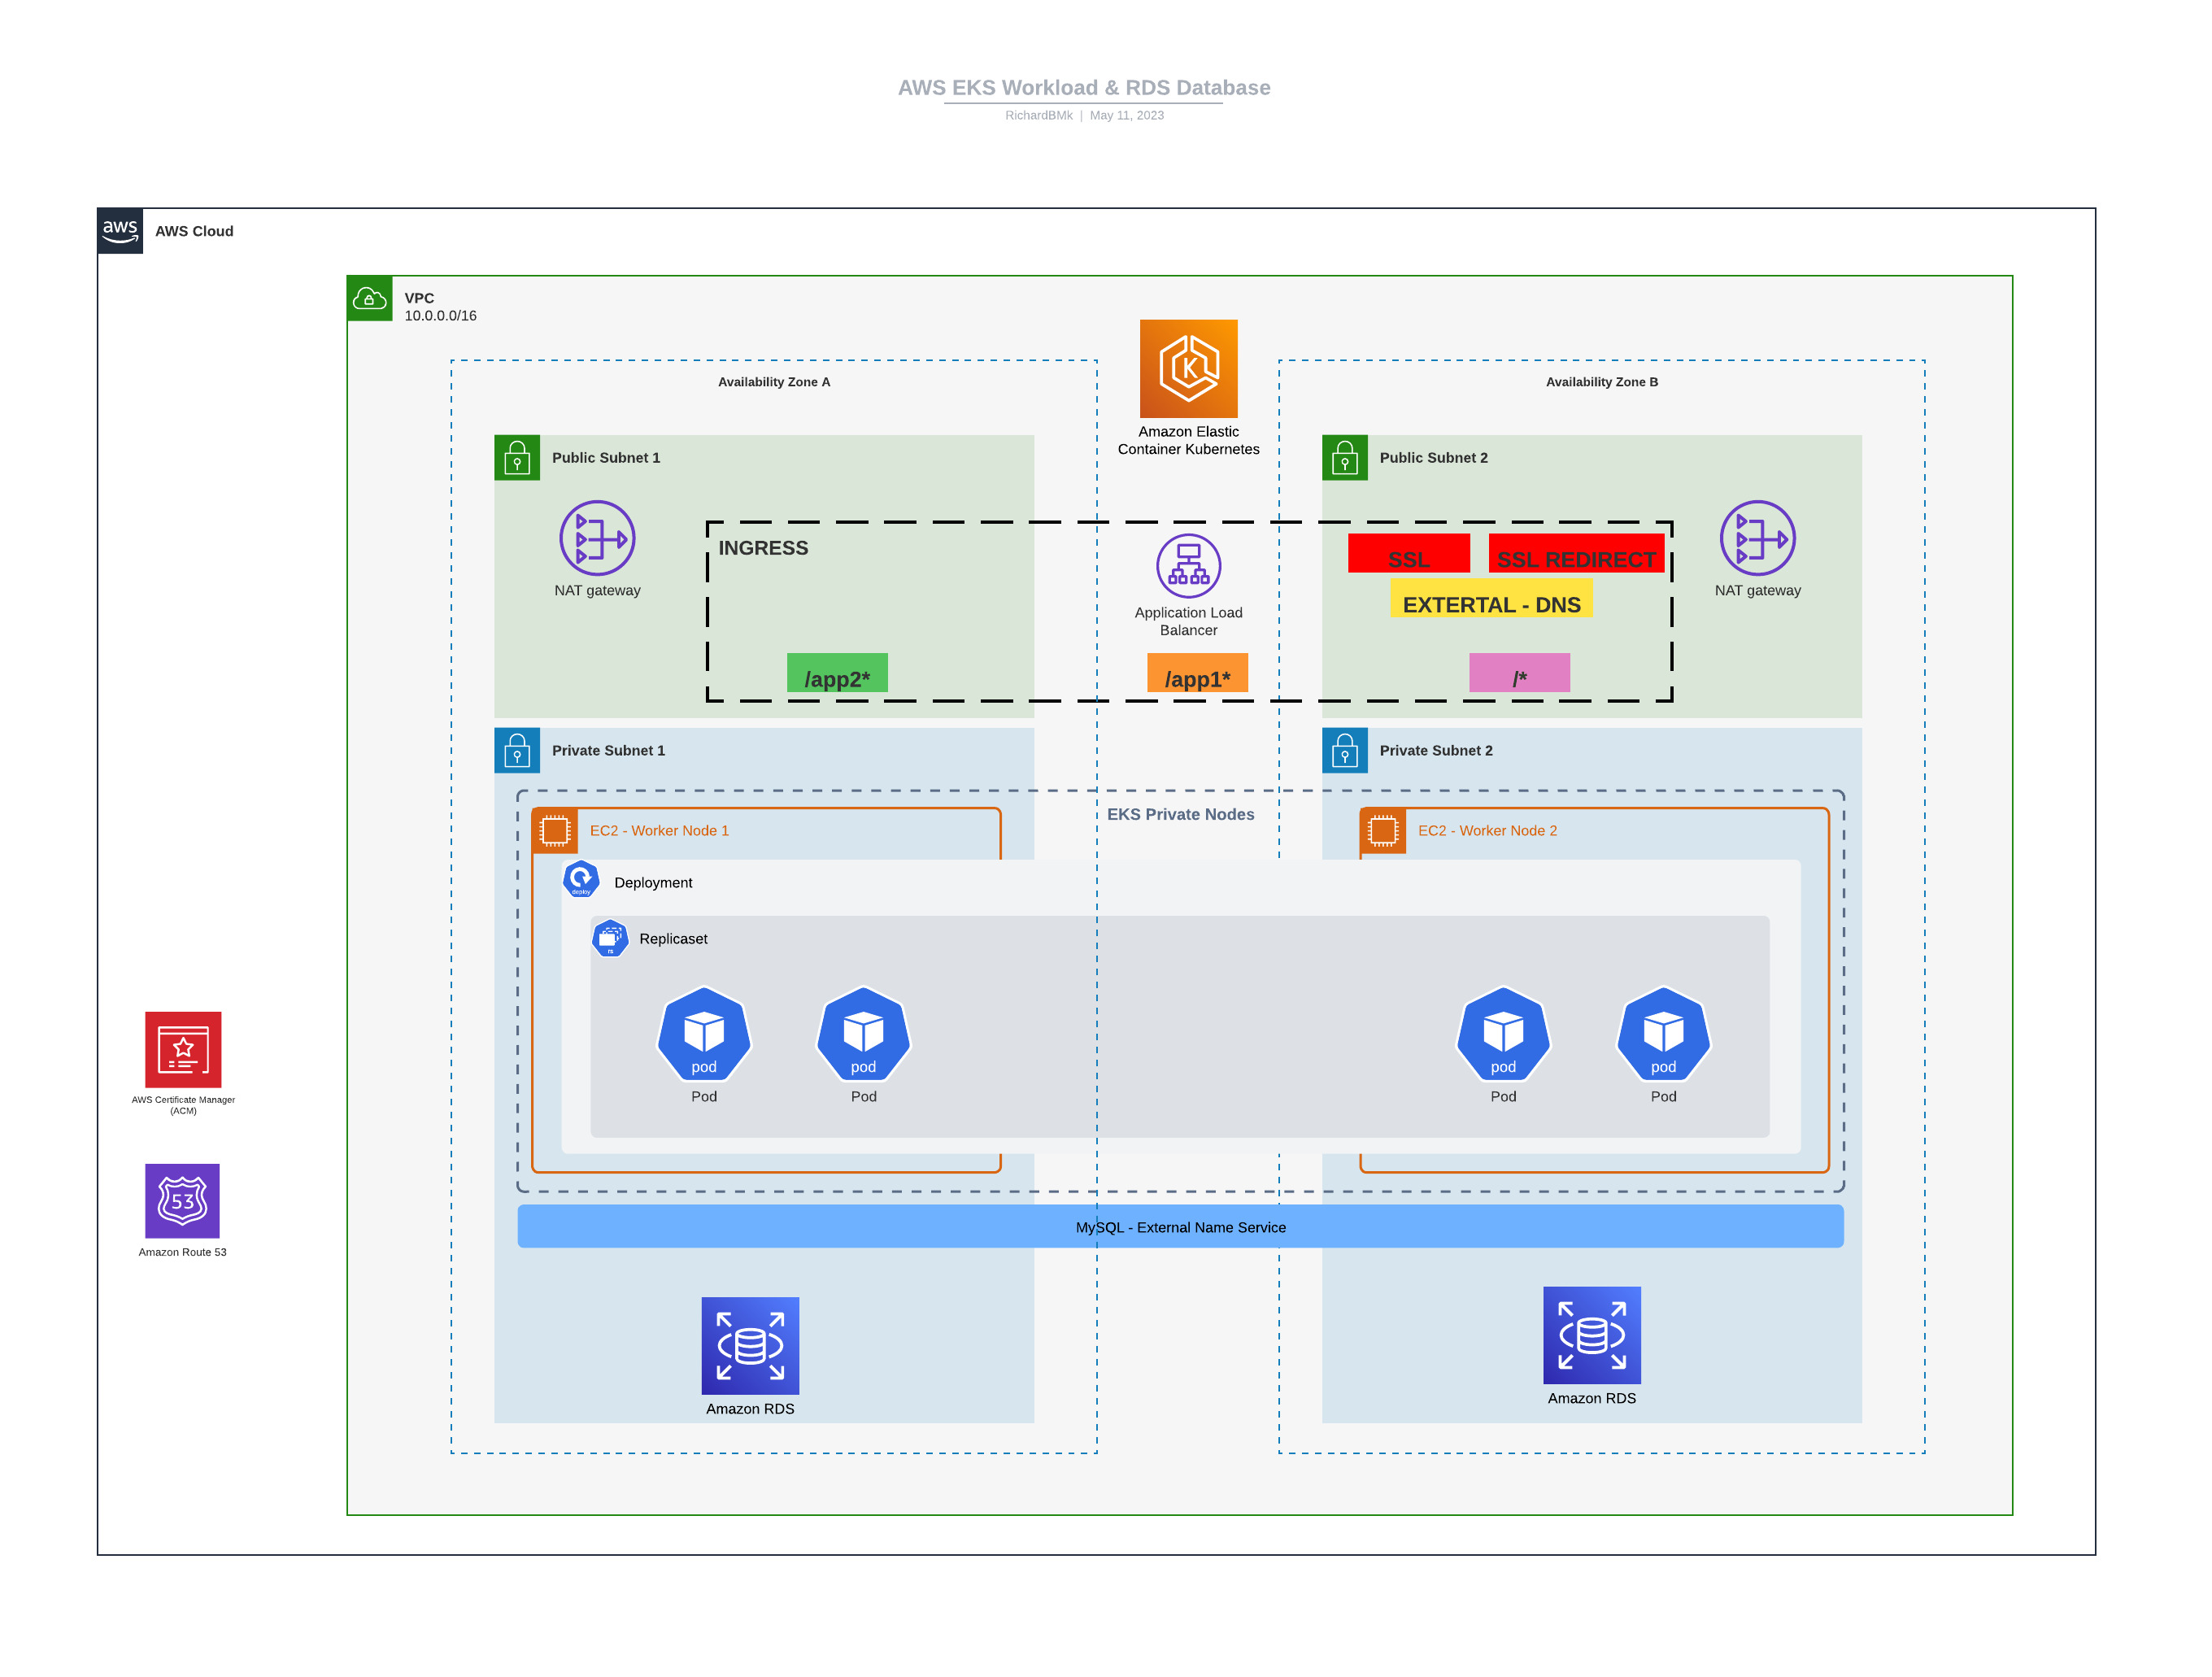 AWS EKS Workload & RDS Database
RichardBMk | May 11, 2023
aws
AWS Cloud
VPC
10.0.0.0/16
Availability Zone A
Amazon Elastic
Container Kubernetes
Availability Zone B
Public Subnet 1
Public Subnet 2
NAT gateway
INGRESS
Application Load
Balancer
SSL
SSL REDIRECT
EXTERTAL - DNS
NAT gateway
/app2*
/app1*
/*
Private Subnet 1
Private Subnet 2
EKS Private Nodes
EC2 - Worker Node 1
EC2 - Worker Node 2
deploy
Deployment
rs
Replicaset
pod
Pod
pod
Pod
pod
Pod
pod
Pod
AWS Certificate Manager
(ACM)
53
Amazon Route 53
MySQL - External Name Service
Amazon RDS
Amazon RDS